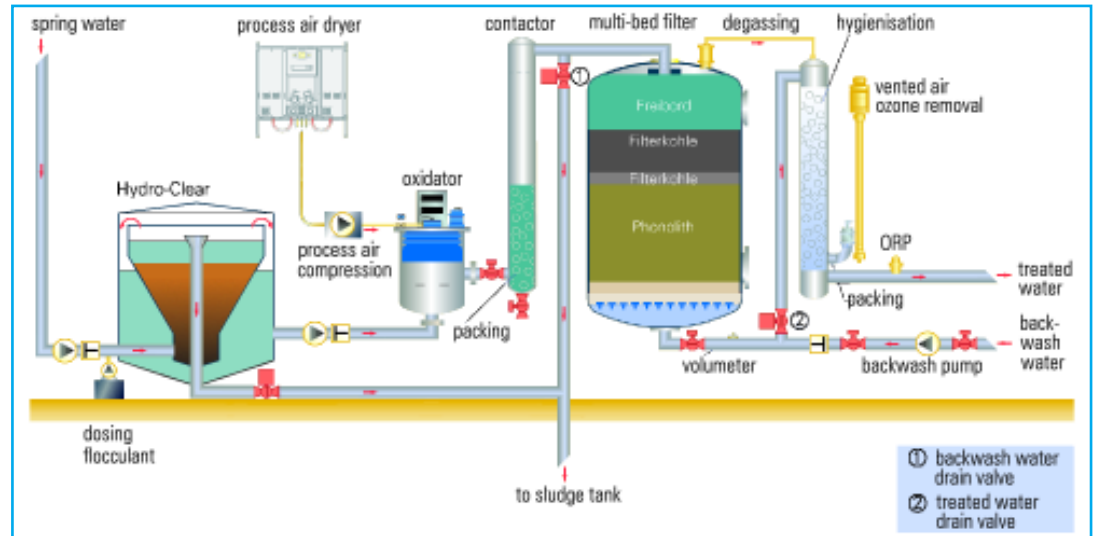 spring water
process air dryer
contactor
multi-bed filter
degassing
hygienisation
①
vented air
ozone removal
Freibord
Filterkohle
Filterkohle
Phonolith
Hydro-Clear
oxidator
process air
compression
packing
ORP
treated
water
packing
②
back-
wash
water
volumeter
backwash pump
dosing
flocculant
to sludge tank
① backwash water
drain valve
② treated water
drain valve